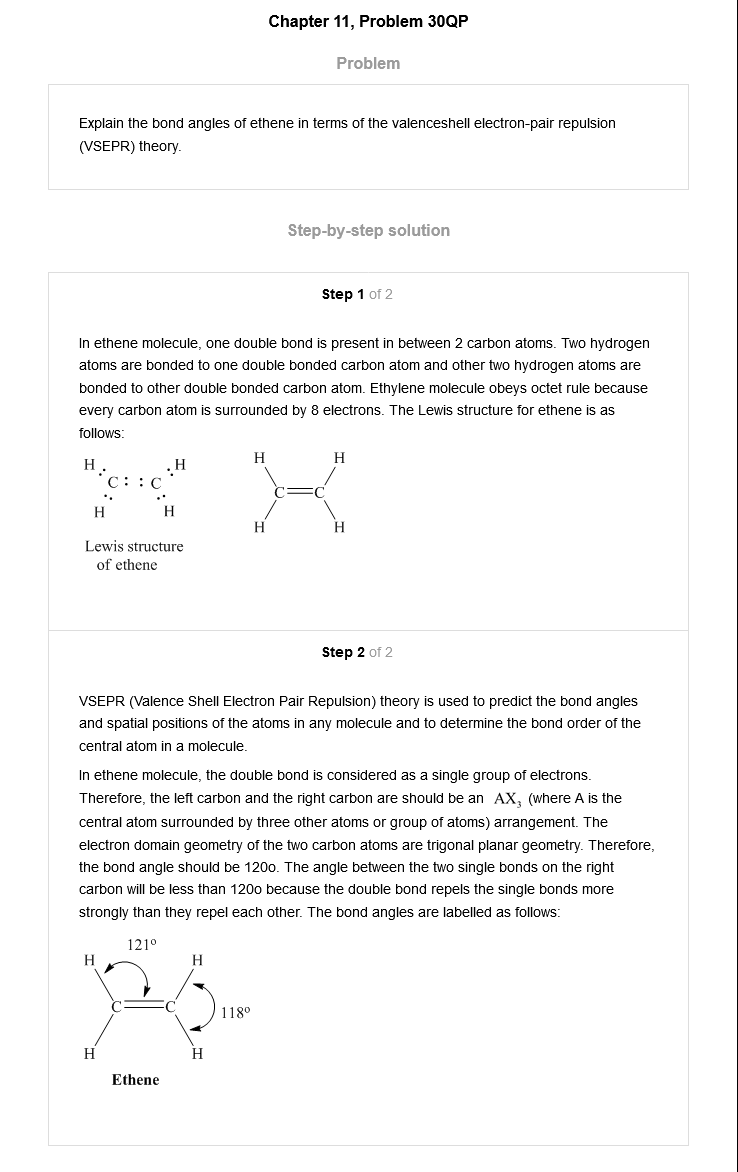 Chapter 11, Problem 30QP
Problem
Explain the bond angles of ethene in terms of the valenceshell electron-pair repulsion
(VSEPR) theory.
Step-by-step solution
Step 1 of 2
In ethene molecule, one double bond is present in between 2 carbon atoms. Two hydrogen
atoms are bonded to one double bonded carbon atom and other two hydrogen atoms are
bonded to other double bonded carbon atom. Ethylene molecule obeys octet rule because
every carbon atom is surrounded by 8 electrons. The Lewis structure for ethene is as
follows:
H H H H
C : : C C=C
H H H H
Lewis structure
of ethene
Step 2 of 2
VSEPR (Valence Shell Electron Pair Repulsion) theory is used to predict the bond angles
and spatial positions of the atoms in any molecule and to determine the bond order of the
central atom in a molecule.
In ethene molecule, the double bond is considered as a single group of electrons.
Therefore, the left carbon and the right carbon are should be an AX₃ (where A is the
central atom surrounded by three other atoms or group of atoms) arrangement. The
electron domain geometry of the two carbon atoms are trigonal planar geometry. Therefore,
the bond angle should be 120o. The angle between the two single bonds on the right
carbon will be less than 120o because the double bond repels the single bonds more
strongly than they repel each other. The bond angles are labelled as follows:
121º
H H
C=C 118º
H H
Ethene